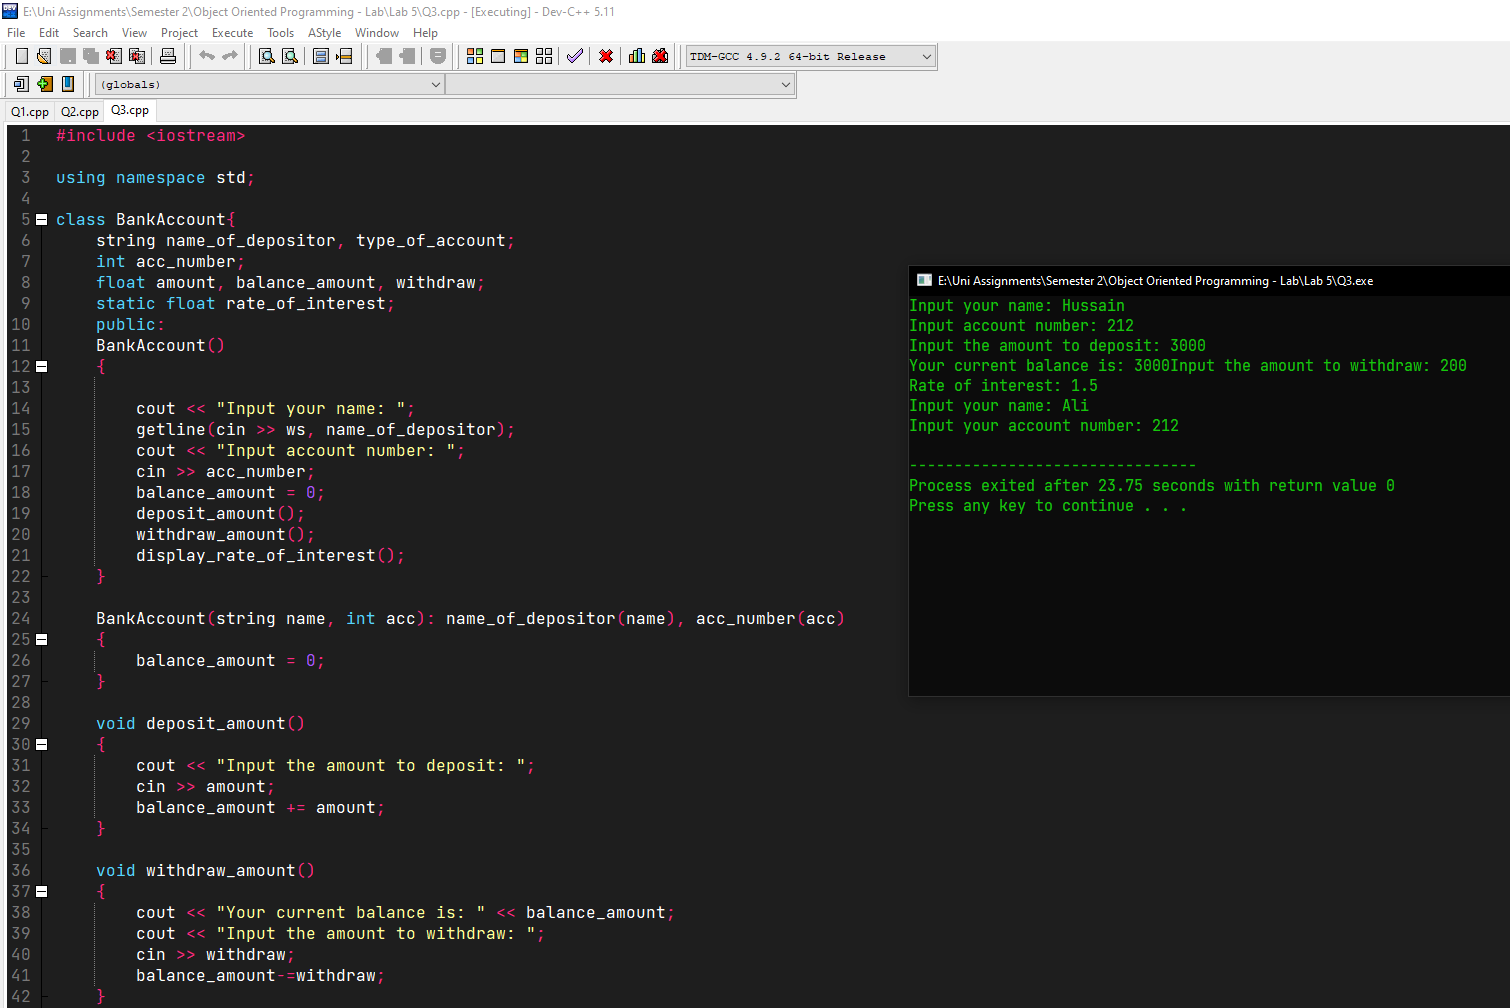 E:\Uni Assignments\Semester 2\Object Oriented Programming - Lab\Lab 5\Q3.cpp - [Executing] - Dev-C++ 5.11
File Edit Search View Project Execute Tools AStyle Window Help
TDM-GCC 4.9.2 64-bit Release
(globals)
Q1.cpp Q2.cpp Q3.cpp
1 #include <iostream>
2
3 using namespace std;
4
5 class BankAccount{
6 string name_of_depositor, type_of_account;
7 int acc_number;
8 float amount, balance_amount, withdraw;
9 static float rate_of_interest;
10 public:
11 BankAccount()
12 {
13
14 cout << "Input your name: ";
15 getline(cin >> ws, name_of_depositor);
16 cout << "Input account number: ";
17 cin >> acc_number;
18 balance_amount = 0;
19 deposit_amount();
20 withdraw_amount();
21 display_rate_of_interest();
22 }
23
24 BankAccount(string name, int acc): name_of_depositor(name), acc_number(acc)
25 {
26 balance_amount = 0;
27 }
28
29 void deposit_amount()
30 {
31 cout << "Input the amount to deposit: ";
32 cin >> amount;
33 balance_amount += amount;
34 }
35
36 void withdraw_amount()
37 {
38 cout << "Your current balance is: " << balance_amount;
39 cout << "Input the amount to withdraw: ";
40 cin >> withdraw;
41 balance_amount-=withdraw;
42 }
E:\Uni Assignments\Semester 2\Object Oriented Programming - Lab\Lab 5\Q3.exe
Input your name: Hussain
Input account number: 212
Input the amount to deposit: 3000
Your current balance is: 3000Input the amount to withdraw: 200
Rate of interest: 1.5
Input your name: Ali
Input your account number: 212
--------------------------------
Process exited after 23.75 seconds with return value 0
Press any key to continue . . .